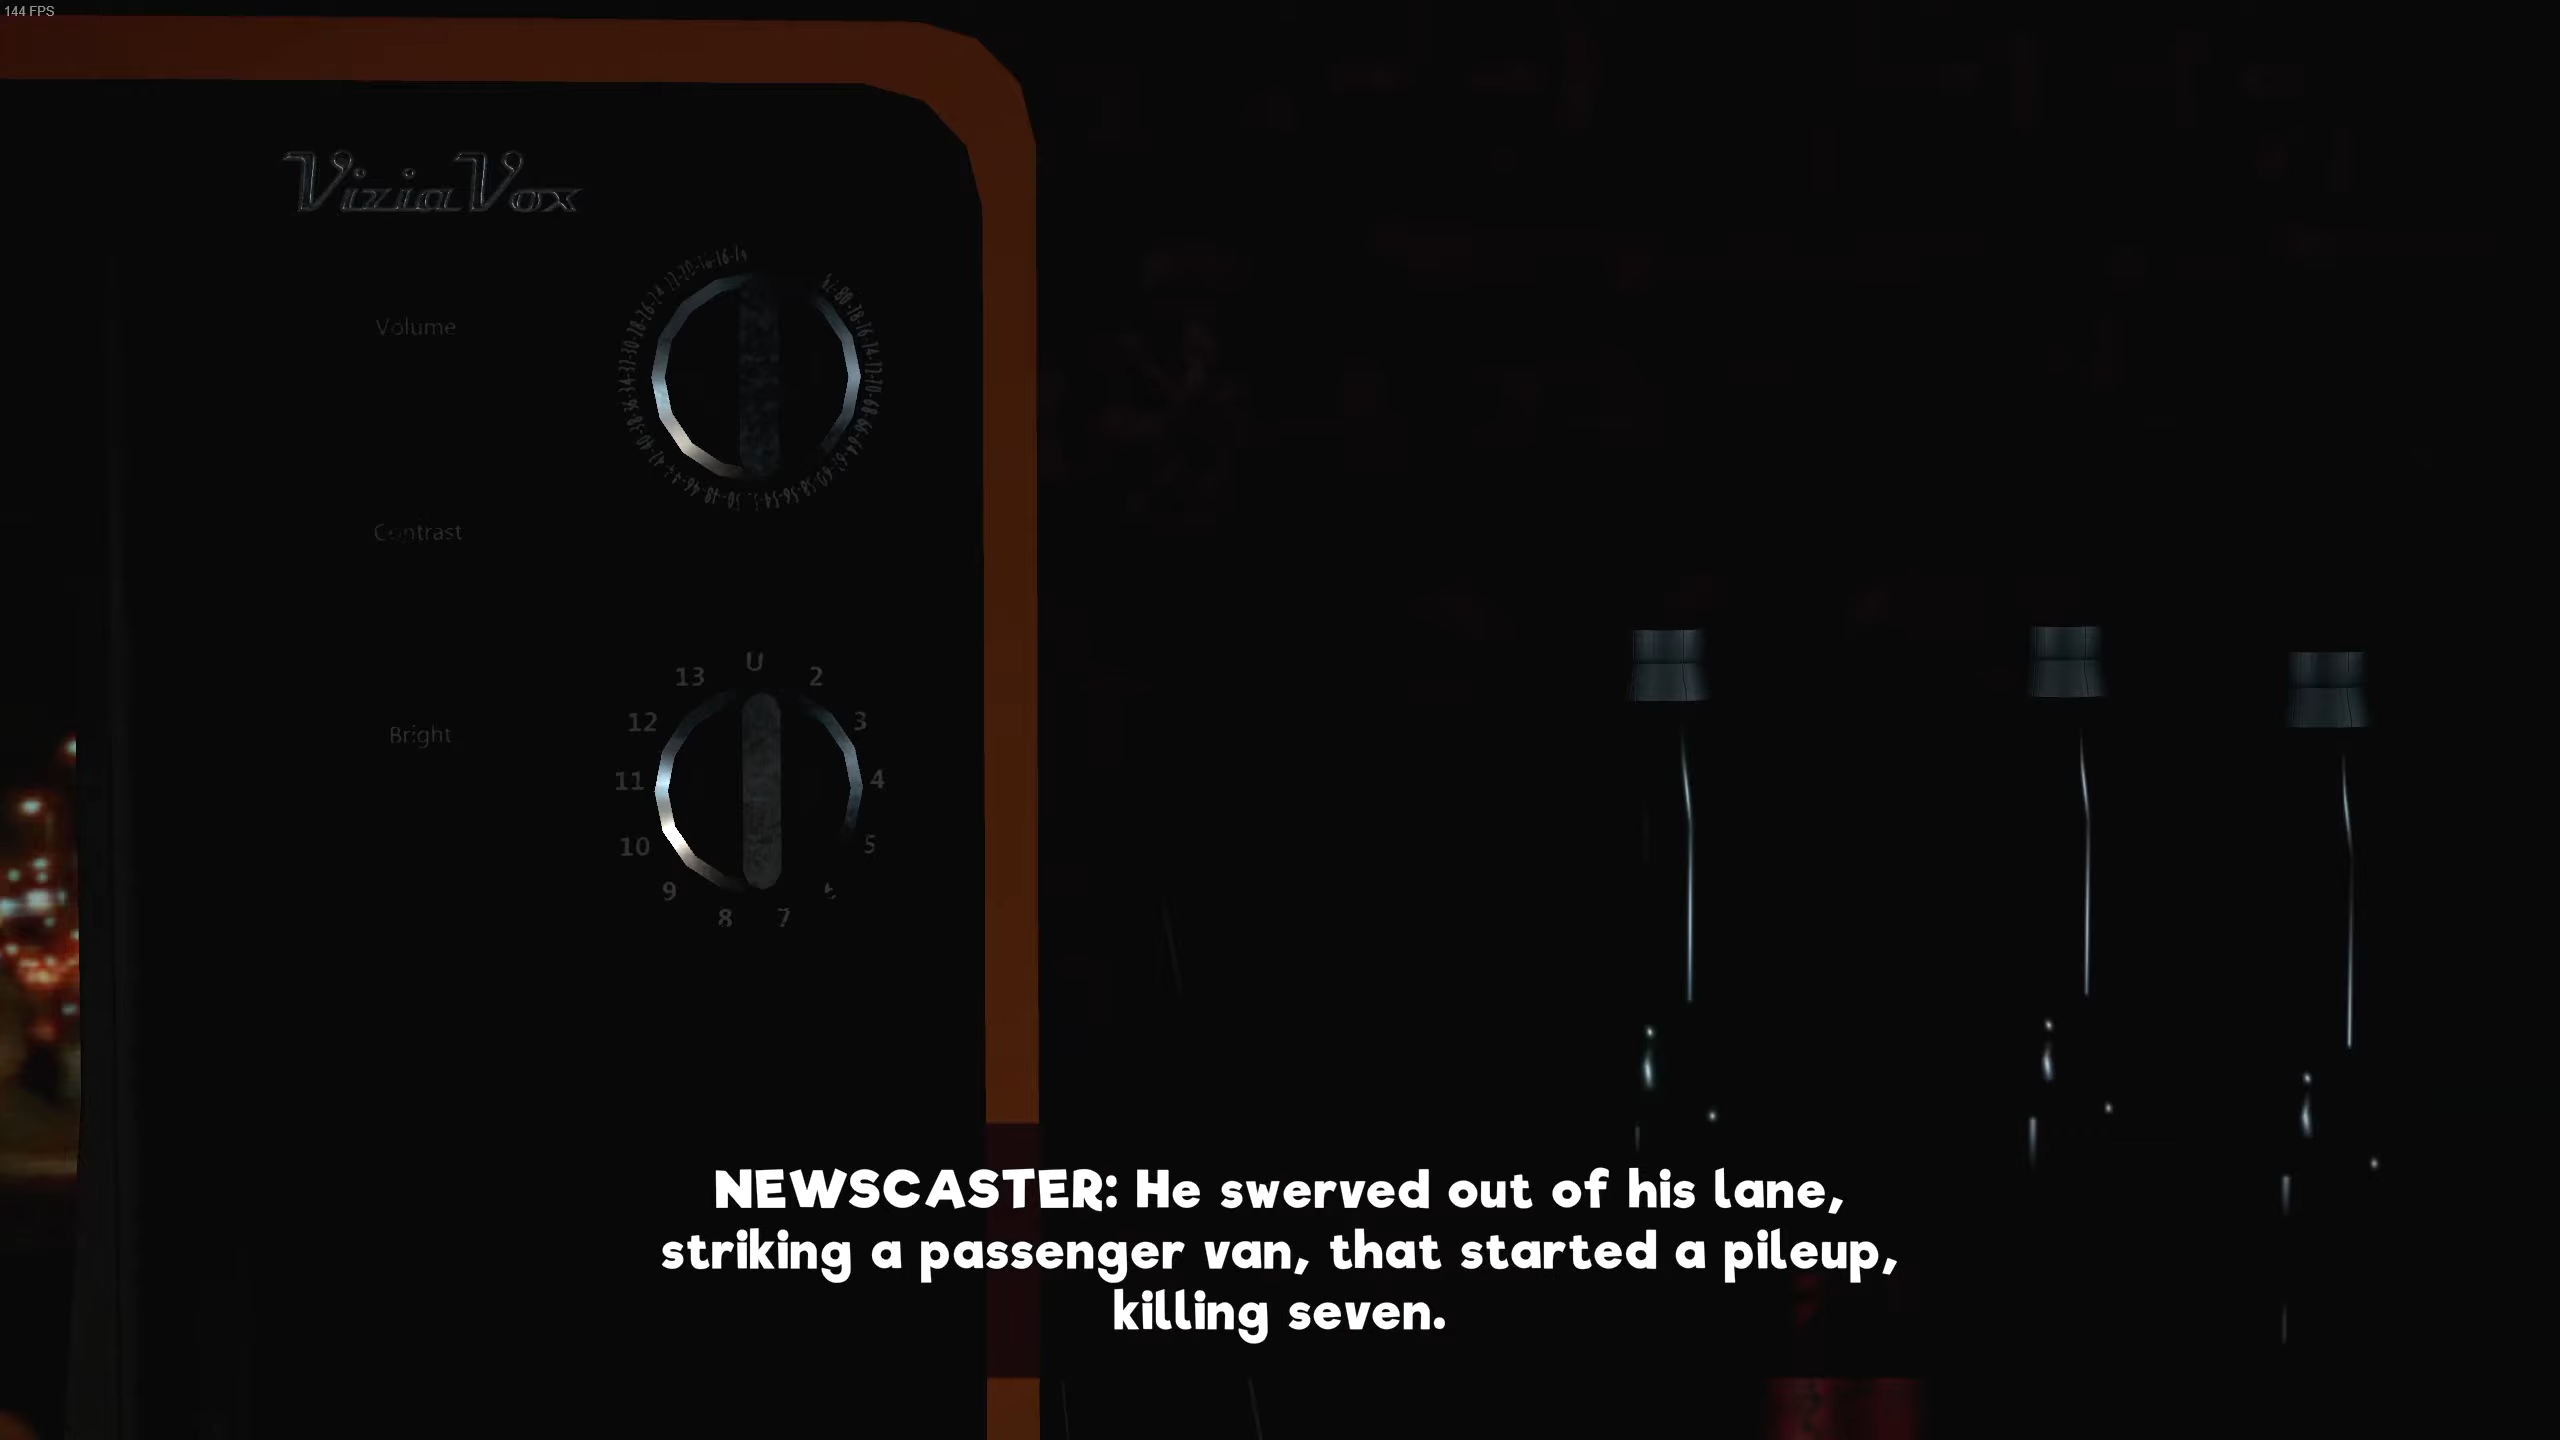 144 FPS
ViziaVox
Volume
Contrast
Bright
U
13
2
12
3
11
4
10
5
9
8
7
NEWSCASTER: He swerved out of his lane,
striking a passenger van, that started a pileup,
killing seven.